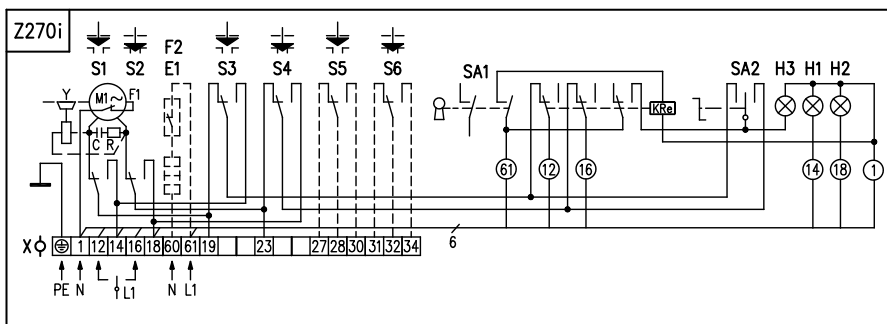 Z270i
F2
S1 S2 E1 S3 S4 S5 S6 SA1 SA2 H3 H1 H2
Y M1 F1
KRe
C R
61 12 16 14 18 1
X 1 12 14 16 18 60 61 19 23 27 28 30 31 32 34
6
PE N L1 N L1